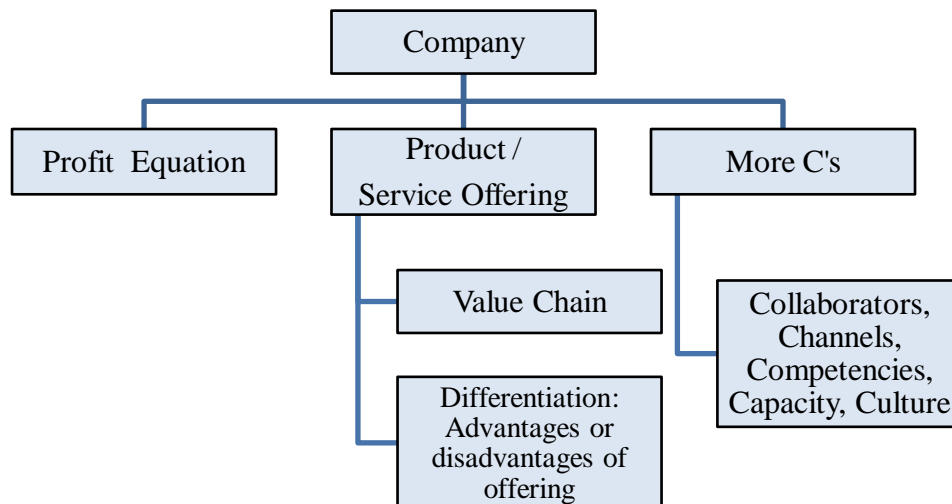 Company
Profit Equation
Product /
Service Offering
More C's
Value Chain
Differentiation:
Advantages or
disadvantages of
offering
Collaborators,
Channels,
Competencies,
Capacity, Culture